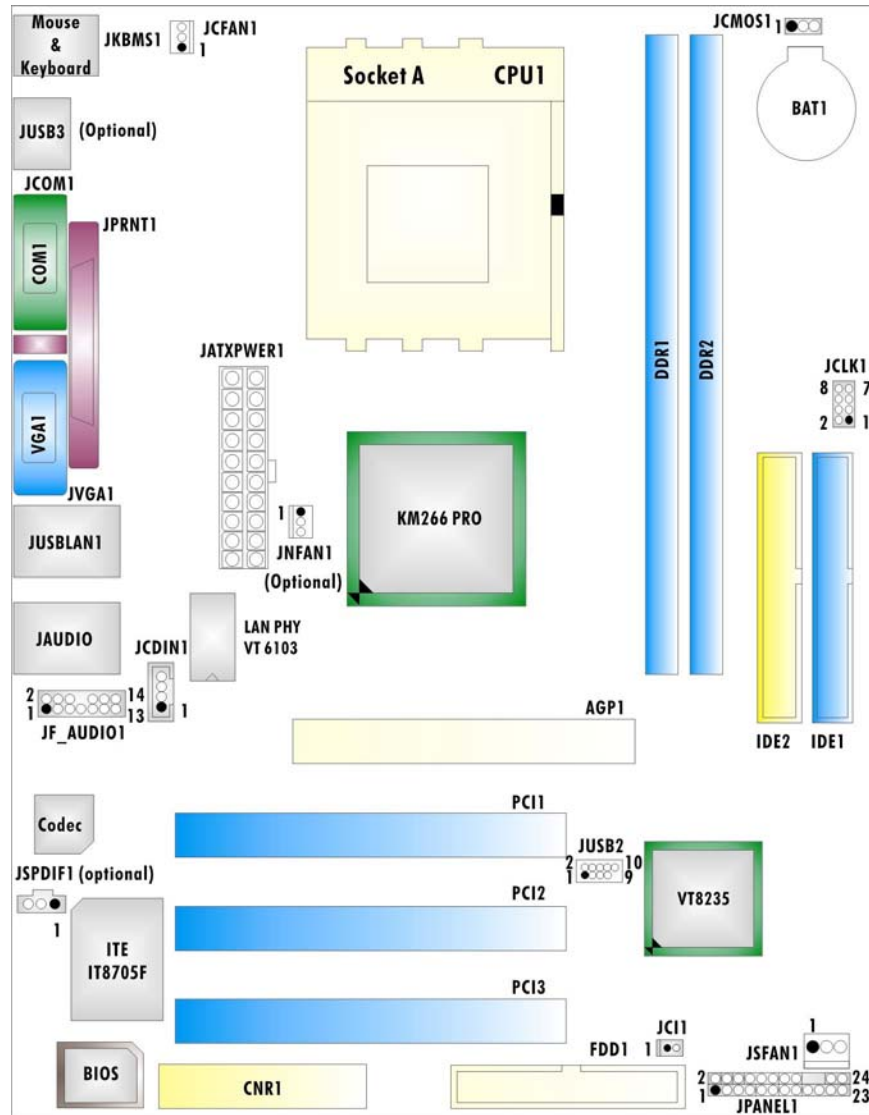 Mouse
&
Keyboard
JKBMS1
JCFAN1
1
Socket A
CPU1
JCMOS1
1
BAT1
JUSB3
(Optional)
JCOM1
COM1
JPRNT1
VGA1
JVGA1
JATXPWER1
DDR1
DDR2
JCLK1
8
7
2
1
KM266 PRO
1
JNFAN1
(Optional)
JUSBLAN1
JAUDIO
JCDIN1
1
LAN PHY
VT 6103
2
14
1
13
JF_AUDIO1
AGP1
IDE2
IDE1
Codec
PCI1
JUSB2
2
10
1
9
VT8235
JSPDIF1 (optional)
1
ITE
IT8705F
PCI2
PCI3
BIOS
CNR1
FDD1
JCI1
1
1
JSFAN1
2
24
1
23
JPANEL1